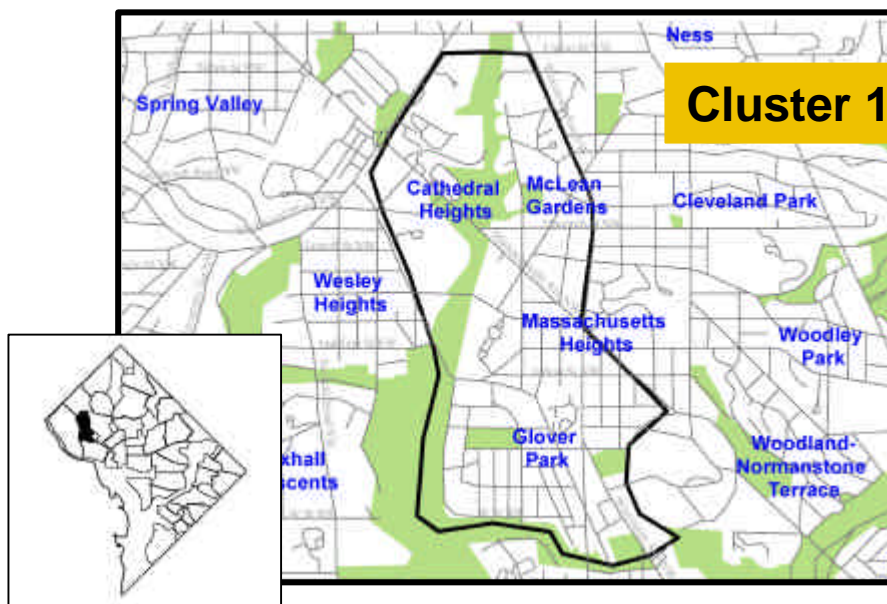 Ness
Cluster 1
Spring Valley
Cathedral
Heights
McLean
Gardens
Cleveland Park
Wesley
Heights
Massachusetts
Heights
Woodley
Park
Glover
Park
xhall
scents
Woodland-
Normanstone
Terrace